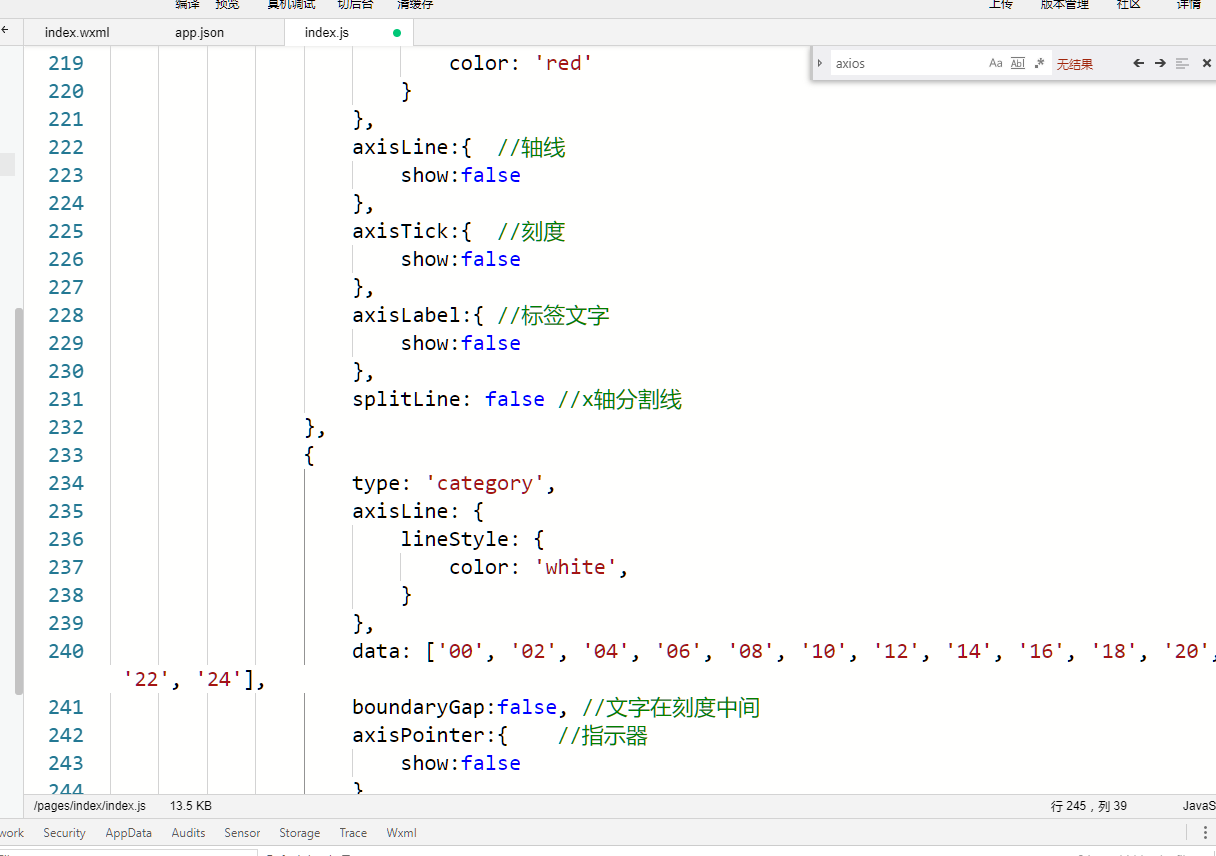 编译 预览 真机调试 切后台 清缓存 上传 版本管理 社区 详情
index.wxml app.json index.js
axios Aa Abl .* 无结果
219 color: 'red'
220 }
221 },
222 axisLine:{ //轴线
223 show:false
224 },
225 axisTick:{ //刻度
226 show:false
227 },
228 axisLabel:{ //标签文字
229 show:false
230 },
231 splitLine: false //x轴分割线
232 },
233 {
234 type: 'category',
235 axisLine: {
236 lineStyle: {
237 color: 'white',
238 }
239 },
240 data: ['00', '02', '04', '06', '08', '10', '12', '14', '16', '18', '20',
'22', '24'],
241 boundaryGap:false, //文字在刻度中间
242 axisPointer:{ //指示器
243 show:false
244 }
/pages/index/index.js 13.5 KB 行 245，列 39 JavaS
work Security AppData Audits Sensor Storage Trace Wxml